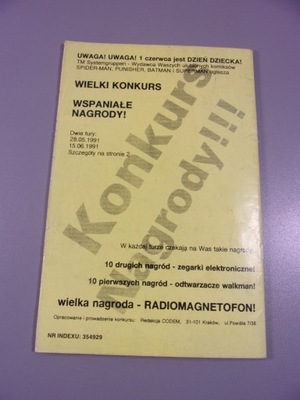 UWAGA! UWAGA! 1 czerwca jest DZIEŃ DZIECKA!
TM Systemgruppen - Wydawca Waszych ulubionych komiksów
SPIDER-MAN, PUNISHER, BATMAN i SUPERMAN ogłasza
WIELKI KONKURS
WSPANIAŁE
NAGRODY!
Dwie tury:
28.05.1991
15.06.1991
Szczegóły na stronie 2
Konkurs
Nagrody!!!
W każdej turze czekają na Was takie nagrody:
10 drugich nagród - zegarki elektroniczne!
10 pierwszych nagród - odtwarzacze walkman!
wielka nagroda - RADIOMAGNETOFON!
Opracowanie i prowadzenie konkursu: Redakcja CODEM, 31-101 Kraków, ul.Powiśle 7/38
NR INDEXU: 354929